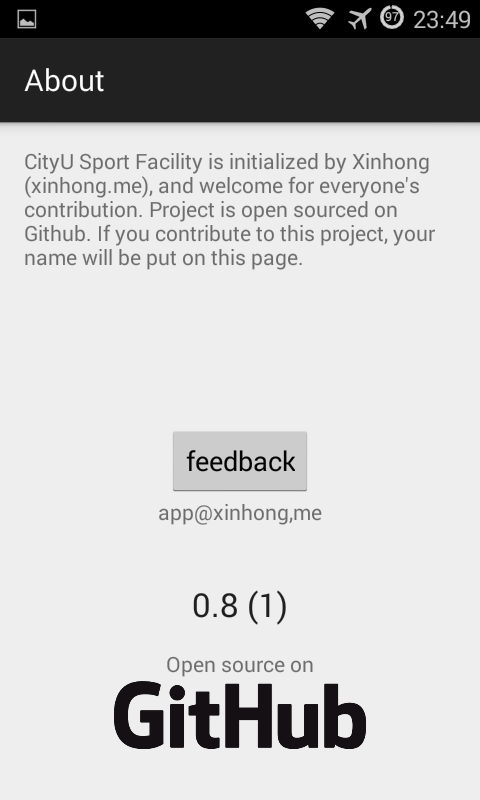 97 23:49
About
CityU Sport Facility is initialized by Xinhong
(xinhong.me), and welcome for everyone's
contribution. Project is open sourced on
Github. If you contribute to this project, your
name will be put on this page.
feedback
app@xinhong,me
0.8 (1)
Open source on
GitHub